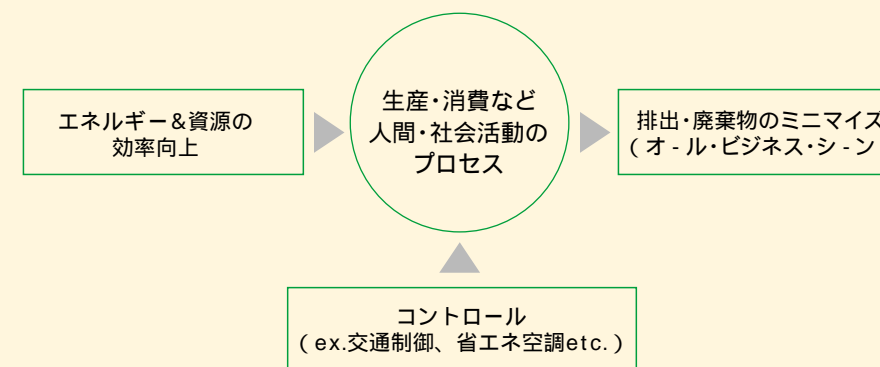 エネルギー&資源の
効率向上
生産・消費など
人間・社会活動の
プロセス
排出・廃棄物のミニマイズ
(オ-ル・ビジネス・シ-ン
コントロール
(ex.交通制御、省エネ空調etc.)